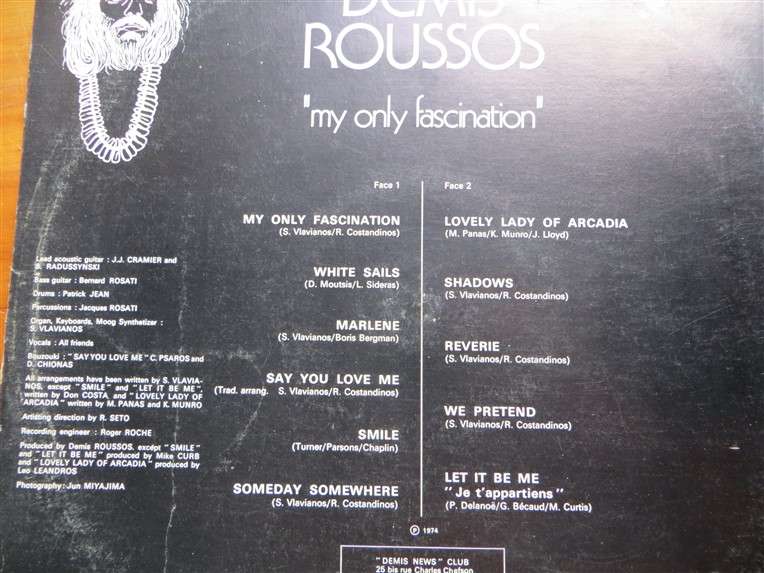 DEMIS
ROUSSOS
"my only fascination"
Face 1
MY ONLY FASCINATION
(S. Vlavianos/R. Costandinos)
WHITE SAILS
(D. Moutsis/L. Sideras)
MARLENE
(S. Vlavianos/Boris Bergman)
SAY YOU LOVE ME
(Trad. arrang. S. Vlavianos/R. Costandinos)
SMILE
(Turner/Parsons/Chaplin)
SOMEDAY SOMEWHERE
(S. Vlavianos/R. Costandinos)
Face 2
LOVELY LADY OF ARCADIA
(M. Panas/K. Munro/J. Lloyd)
SHADOWS
(S. Vlavianos/R. Costandinos)
REVERIE
(S. Vlavianos/R. Costandinos)
WE PRETEND
(S. Vlavianos/R. Costandinos)
LET IT BE ME
"Je t'appartiens"
(P. Delanoë/G. Bécaud/M. Curtis)
Lead acoustic guitar : J.J. CRAMIER and
S. RADUSSYNSKI
Bass guitar : Bernard ROSATI
Drums : Patrick JEAN
Percussions : Jacques ROSATI
Organ, Keyboards, Moog Synthetizer :
S. VLAVIANOS
Vocals : All friends
Bouzouki : "SAY YOU LOVE ME" C. PSAROS and
D. CHIONAS
All arrangements have been written by S. VLAVIA-
NOS, except "SMILE" and "LET IT BE ME",
written by Don COSTA, and "LOVELY LADY OF
ARCADIA" written by M. PANAS and K. MUNRO
Artisting direction by R. SETO
Recording engineer : Roger ROCHE
Produced by Demis ROUSSOS, except "SMILE"
and "LET IT BE ME" produced by Mike CURB
and "LOVELY LADY OF ARCADIA" produced by
Leo LEANDROS
Photography : Jun MIYAJIMA
℗ 1974
"DEMIS NEWS" CLUB
25 bis rue Charles Chefson